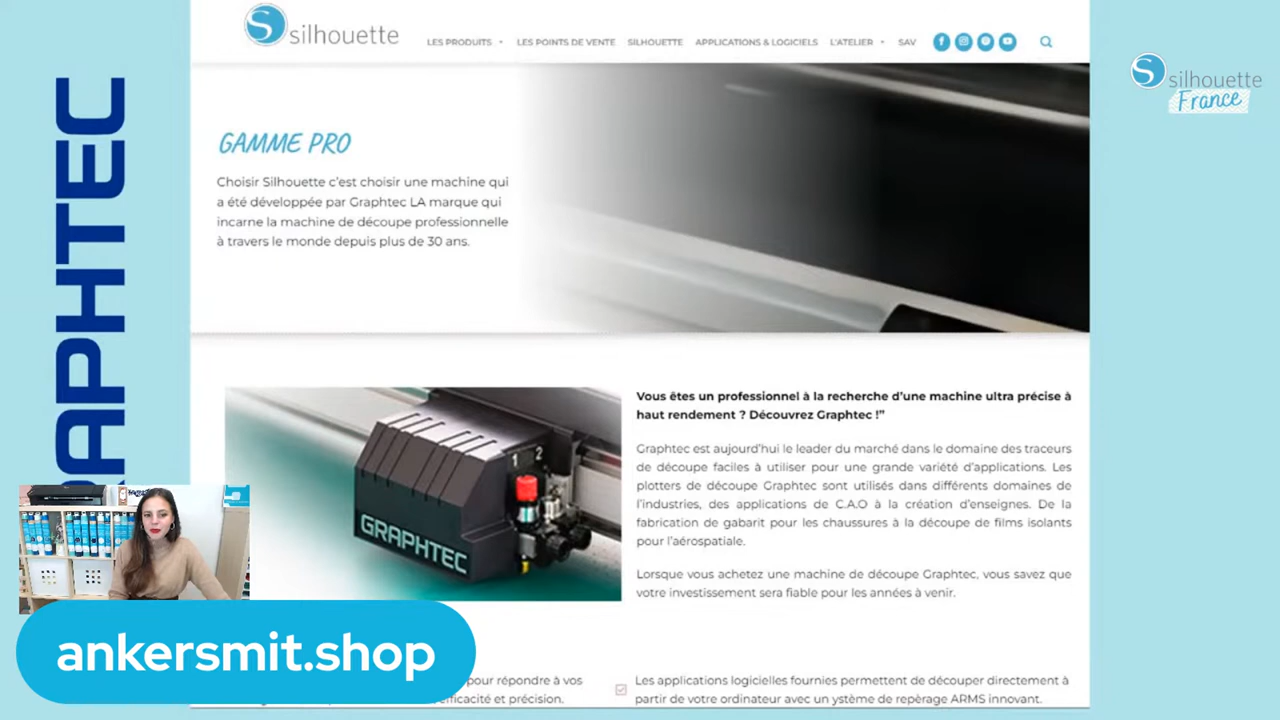 silhouette
LES PRODUITS
LES POINTS DE VENTE
SILHOUETTE
APPLICATIONS & LOGICIELS
L'ATELIER
SAV
silhouette
France
GRAPHTEC
GAMME PRO
Choisir Silhouette c'est choisir une machine qui
a été développée par Graphtec LA marque qui
incarne la machine de découpe professionnelle
à travers le monde depuis plus de 30 ans.
1 2
GRAPHTEC
Vous êtes un professionnel à la recherche d'une machine ultra précise à
haut rendement ? Découvrez Graphtec !"
Graphtec est aujourd'hui le leader du marché dans le domaine des traceurs
de découpe faciles à utiliser pour une grande variété d'applications. Les
plotters de découpe Graphtec sont utilisés dans différents domaines de
l'industries, des applications de C.A.O à la création d'enseignes. De la
fabrication de gabarit pour les chaussures à la découpe de films isolants
pour l'aérospatiale.
Lorsque vous achetez une machine de découpe Graphtec, vous savez que
votre investissement sera fiable pour les années à venir.
ankersmit.shop
pour répondre à vos
efficacité et précision.
Les applications logicielles fournies permettent de découper directement à
partir de votre ordinateur avec un ystème de repèrage ARMS innovant.